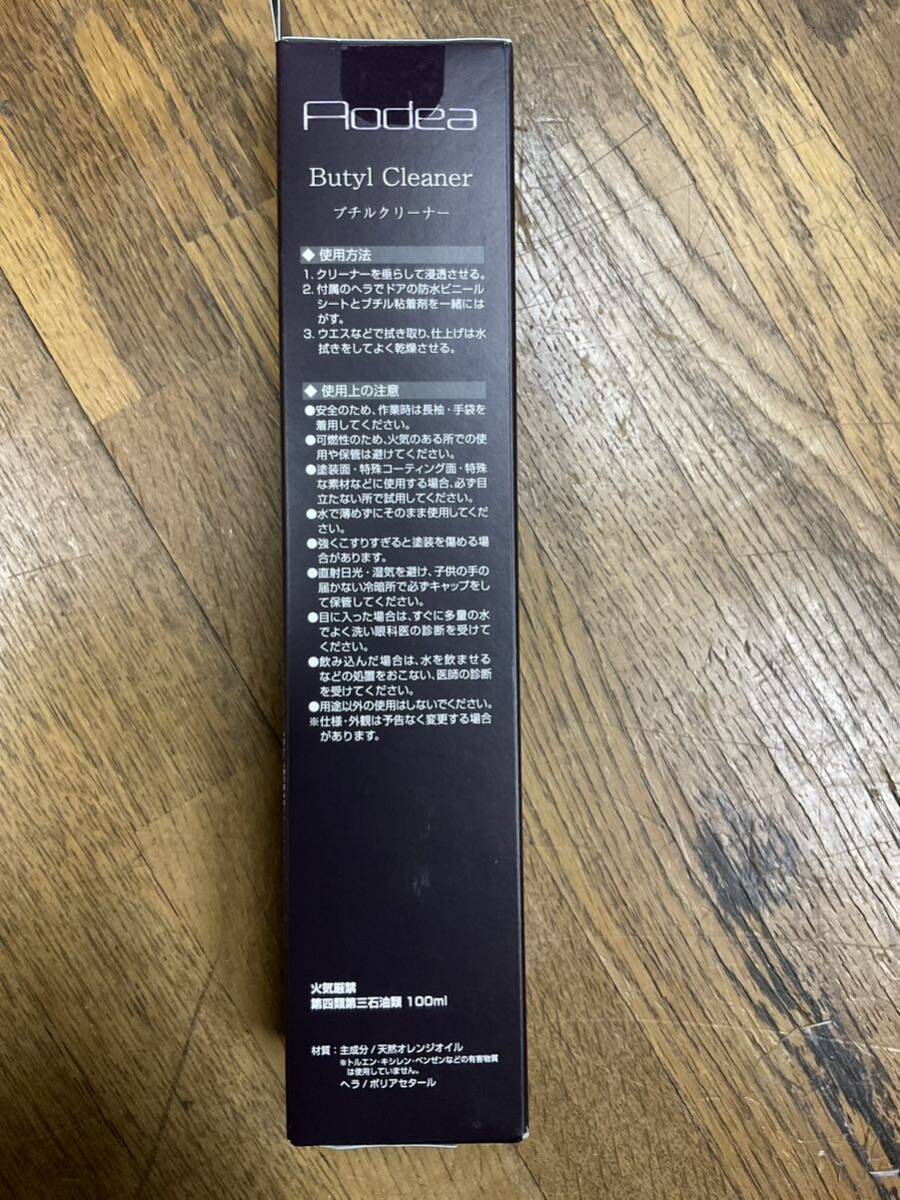 Aodea
Butyl Cleaner
ブチルクリーナー
◆ 使用方法
1. クリーナーを垂らして浸透させる。
2. 付属のヘラでドアの防水ビニール
シートとブチル粘着剤を一緒には
がす。
3. ウエスなどで拭き取り、仕上げは水
拭きをしてよく乾燥させる。
◆ 使用上の注意
●安全のため、作業時は長袖・手袋を
着用してください。
●可燃性のため、火気のある所での使
用や保管は避けてください。
●塗装面・特殊コーティング面・特殊
な素材などに使用する場合、必ず目
立たない所で試用してください。
●水で薄めずにそのまま使用してくだ
さい。
●強くこすりすぎると塗装を傷める場
合があります。
●直射日光・湿気を避け、子供の手の
届かない冷暗所で必ずキャップをし
て保管してください。
●目に入った場合は、すぐに多量の水
でよく洗い眼科医の診断を受けて
ください。
●飲み込んだ場合は、水を飲ませる
などの処置をおこない、医師の診断
を受けてください。
●用途以外の使用はしないでください。
※仕様・外観は予告なく変更する場合
があります。
火気厳禁
第四類第三石油類 100ml
材質：主成分/天然オレンジオイル
※トルエン・キシレン・ベンゼンなどの有害物質
は使用していません。
ヘラ/ポリアセタール